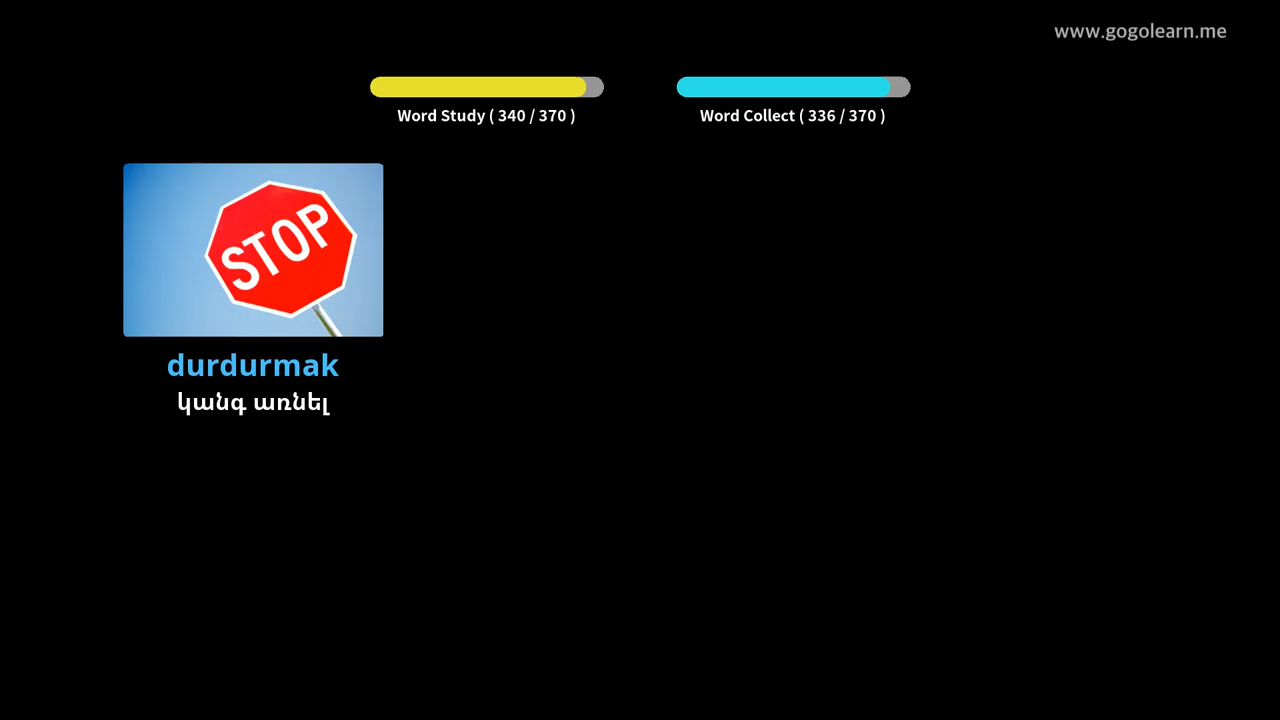 www.gogolearn.me
Word Study ( 340 / 370 )
Word Collect ( 336 / 370 )
STOP
durdurmak
կանգ առնել